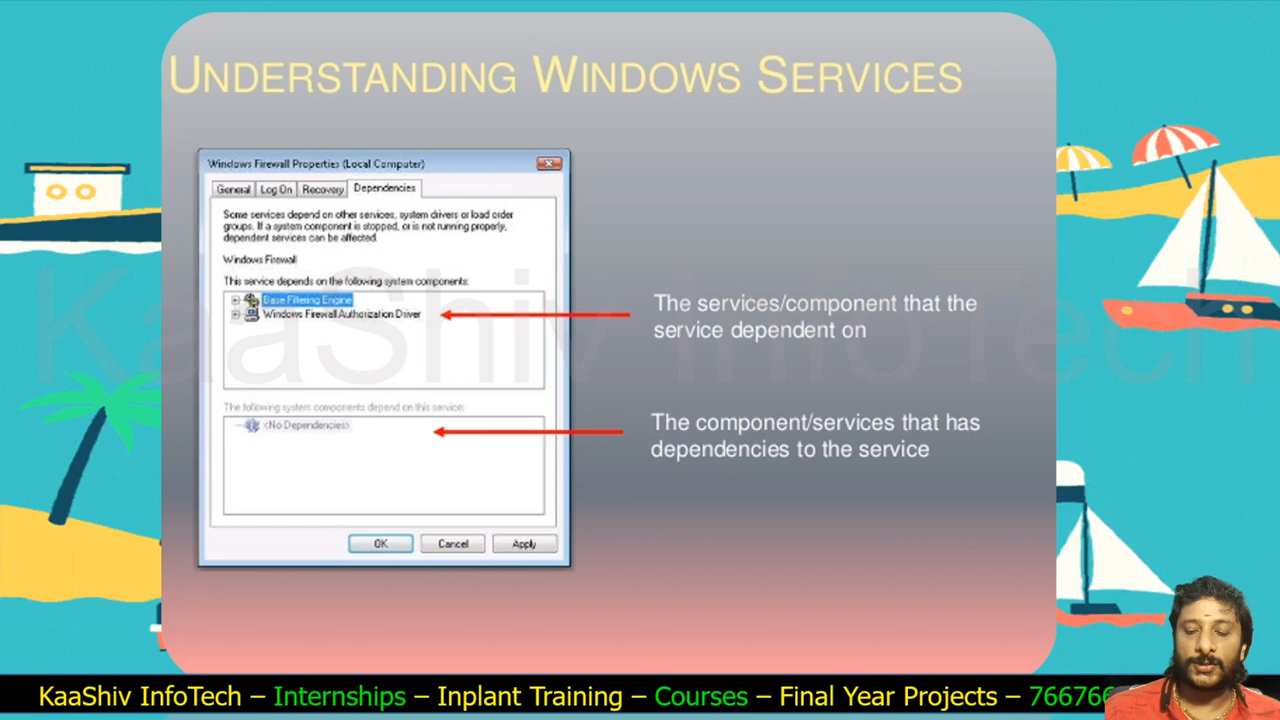 UNDERSTANDING WINDOWS SERVICES
Windows Firewall Properties (Local Computer)
General Log On Recovery Dependencies
Some services depend on other services, system drivers or load order
groups. If a system component is stopped, or is not running properly,
dependent services can be affected.
Windows Firewall
This service depends on the following system components:
Base Filtering Engine
Windows Firewall Authorization Driver
The services/component that the
service dependent on
The following system components depend on this service:
<No Dependencies>
The component/services that has
dependencies to the service
OK Cancel Apply
KaaShiv InfoTech
KaaShiv InfoTech – Internships – Inplant Training – Courses – Final Year Projects – 76676